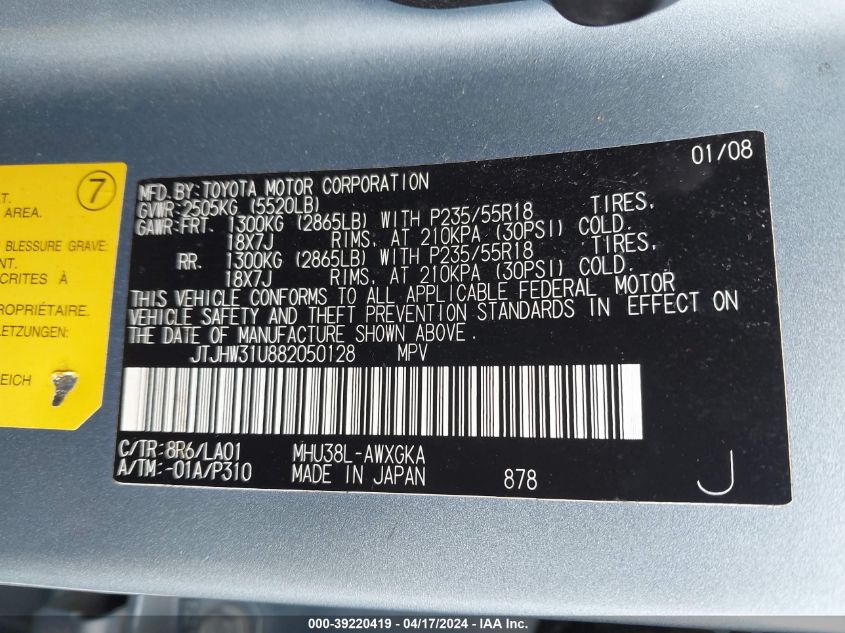 7
T.
AREA.
BLESSURE GRAVE
NT.
CRITES À
PROPRIÉTAIRE.
LETZUNGEN:
REICH
01/08
MFD. BY: TOYOTA MOTOR CORPORATION
GVWR: 2505KG (5520LB)
GAWR: FRT. 1300KG (2865LB) WITH P235/55R18 TIRES,
18X7J RIMS, AT 210KPA (30PSI) COLD.
RR. 1300KG (2865LB) WITH P235/55R18 TIRES,
18X7J RIMS, AT 210KPA (30PSI) COLD.
THIS VEHICLE CONFORMS TO ALL APPLICABLE FEDERAL MOTOR
VEHICLE SAFETY AND THEFT PREVENTION STANDARDS IN EFFECT ON
THE DATE OF MANUFACTURE SHOWN ABOVE.
JTJHW31U882050128 MPV
C/TR: 8R6/LA01 MHU38L-AWXGKA
A/TM: -01A/P310 MADE IN JAPAN 878 J
000-39220419 - 04/17/2024 - IAA Inc.